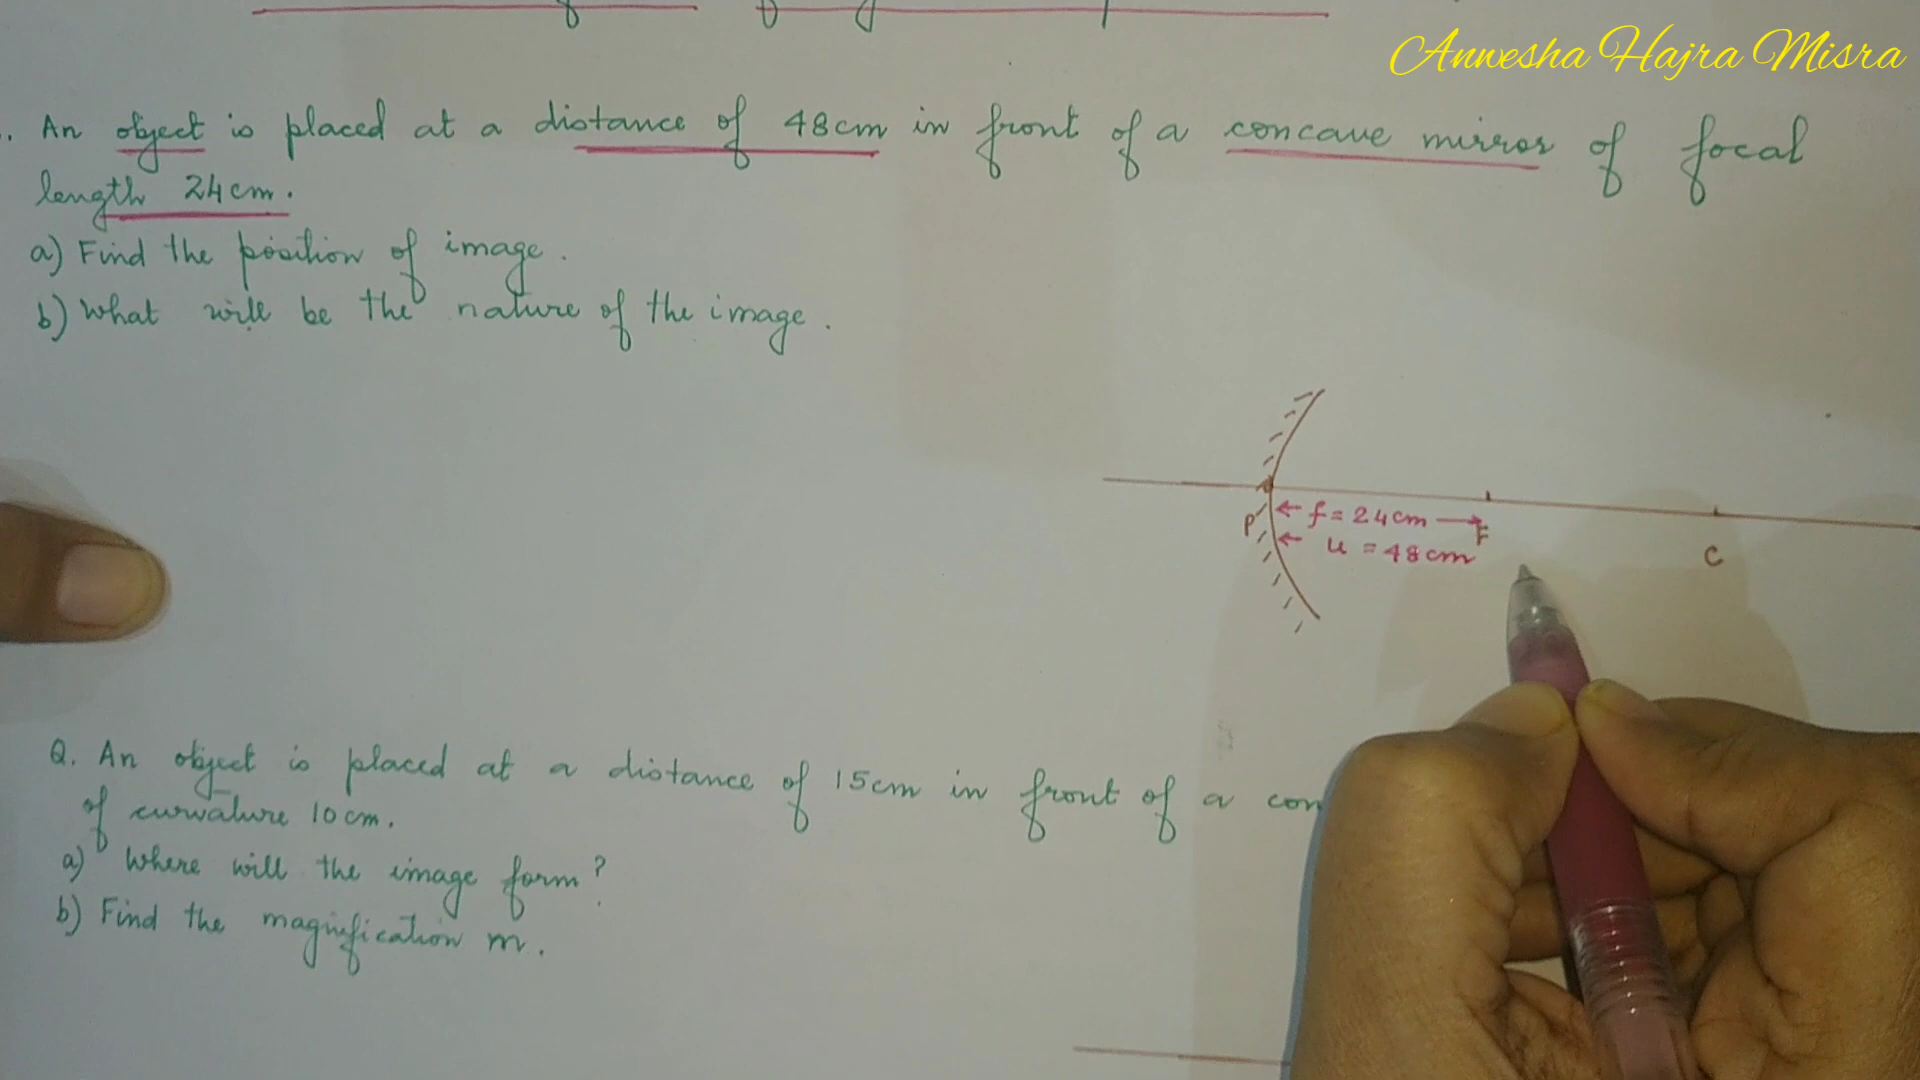 Anwesha Hajra Misra
. An object is placed at a distance of 48cm in front of a concave mirror of focal
length 24cm.
a) Find the position of image.
b) What will be the nature of the image.
P ← f = 24cm → F
← u = 48cm
C
Q. An object is placed at a distance of 15cm in front of a con
of curvature 10cm.
a) Where will the image form?
b) Find the magnification m.